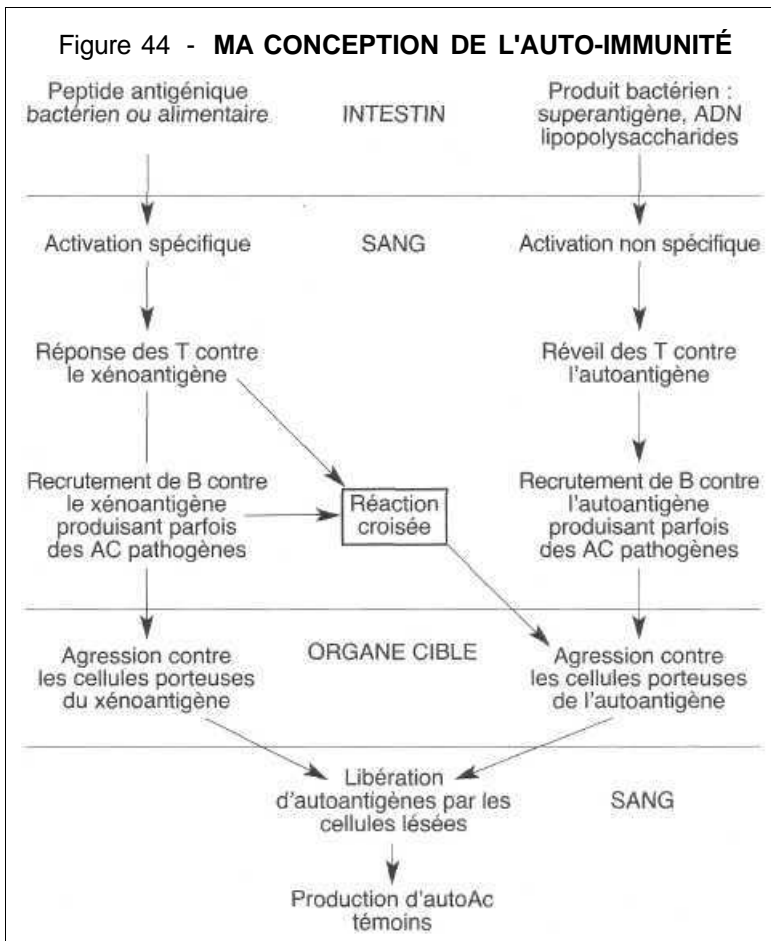 Figure 44 - MA CONCEPTION DE L'AUTO-IMMUNITÉ
Peptide antigénique
bactérien ou alimentaire
INTESTIN
Produit bactérien :
superantigène, ADN
lipopolysaccharides
Activation spécifique
SANG
Activation non spécifique
Réponse des T contre
le xénoantigène
Réveil des T contre
l'autoantigène
Recrutement de B contre
le xénoantigène
produisant parfois
des AC pathogènes
Réaction
croisée
Recrutement de B contre
l'autoantigène
produisant parfois
des AC pathogènes
Agression contre
les cellules porteuses
du xénoantigène
ORGANE CIBLE
Agression contre
les cellules porteuses
de l'autoantigène
Libération
d'autoantigènes par les
cellules lésées
SANG
Production d'autoAc
témoins